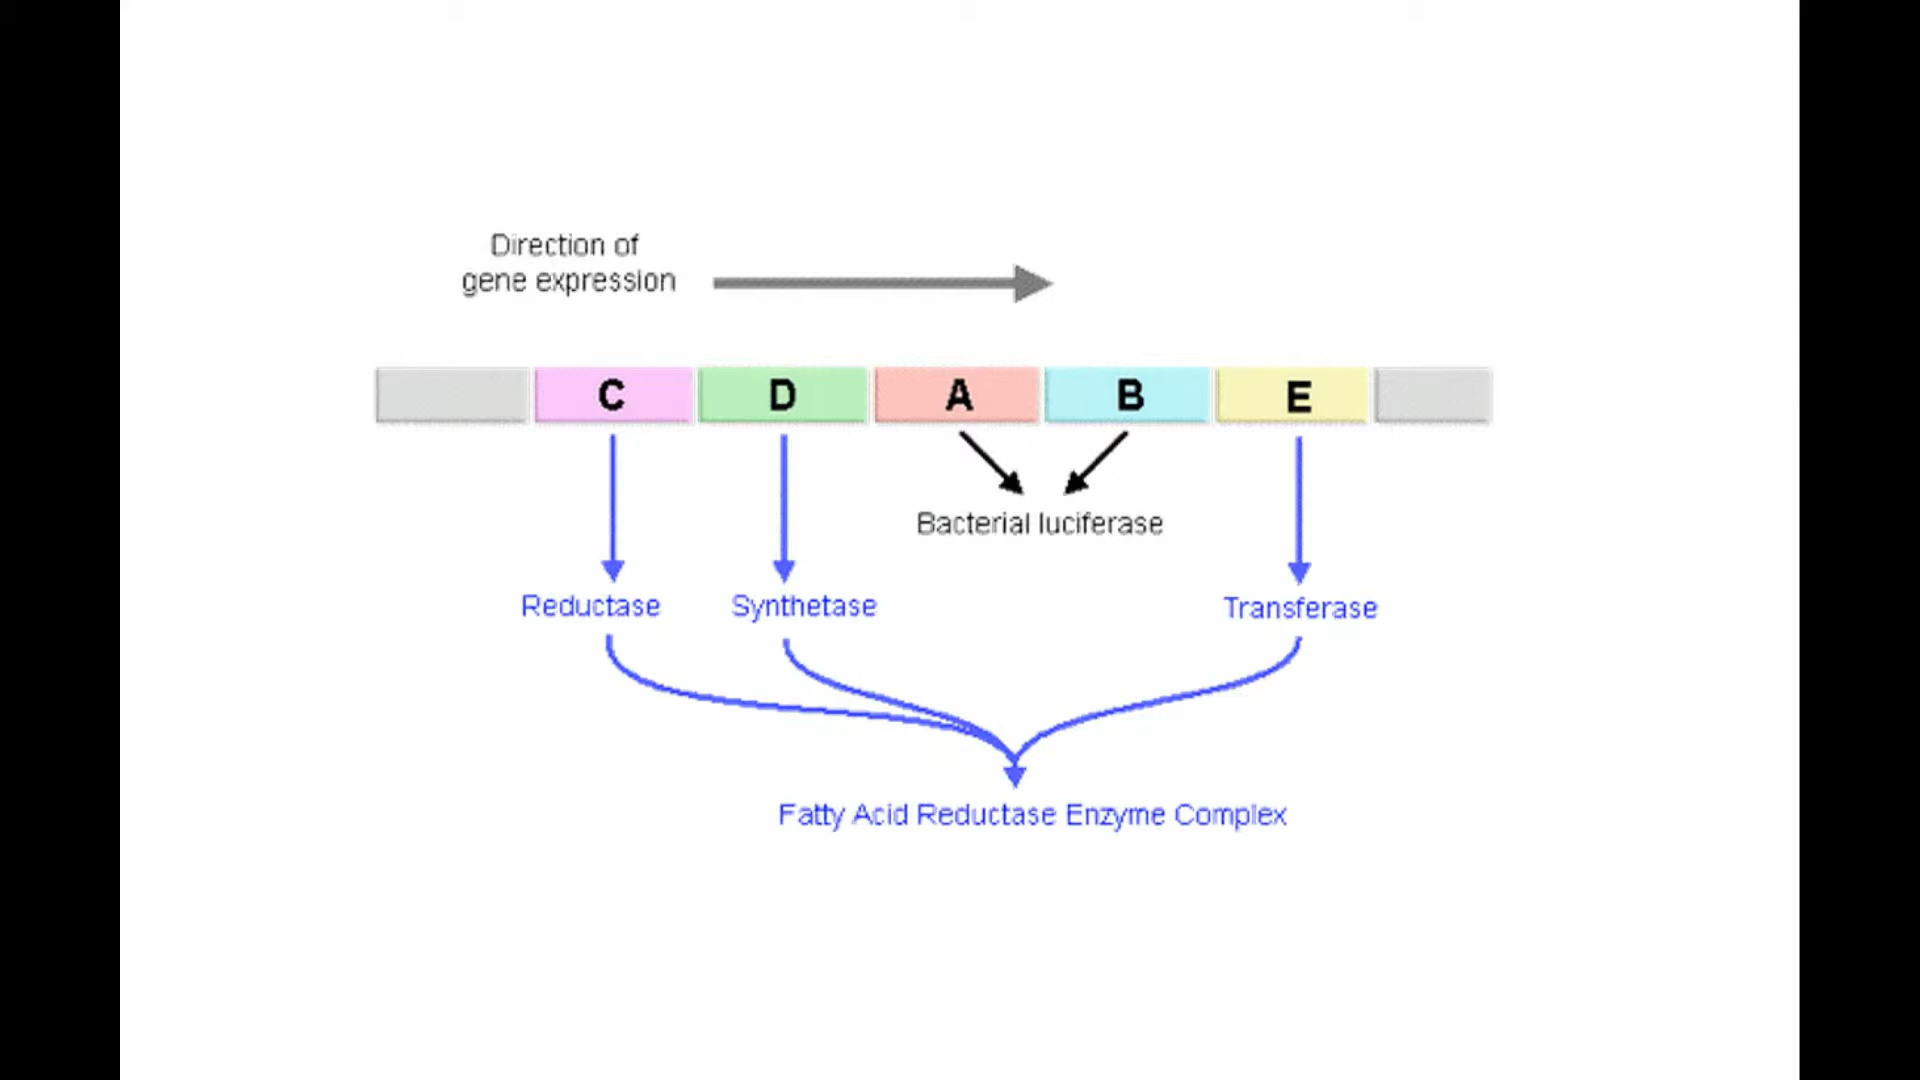 Direction of
gene expression
C D A B E
Bacterial luciferase
Reductase Synthetase Transferase
Fatty Acid Reductase Enzyme Complex